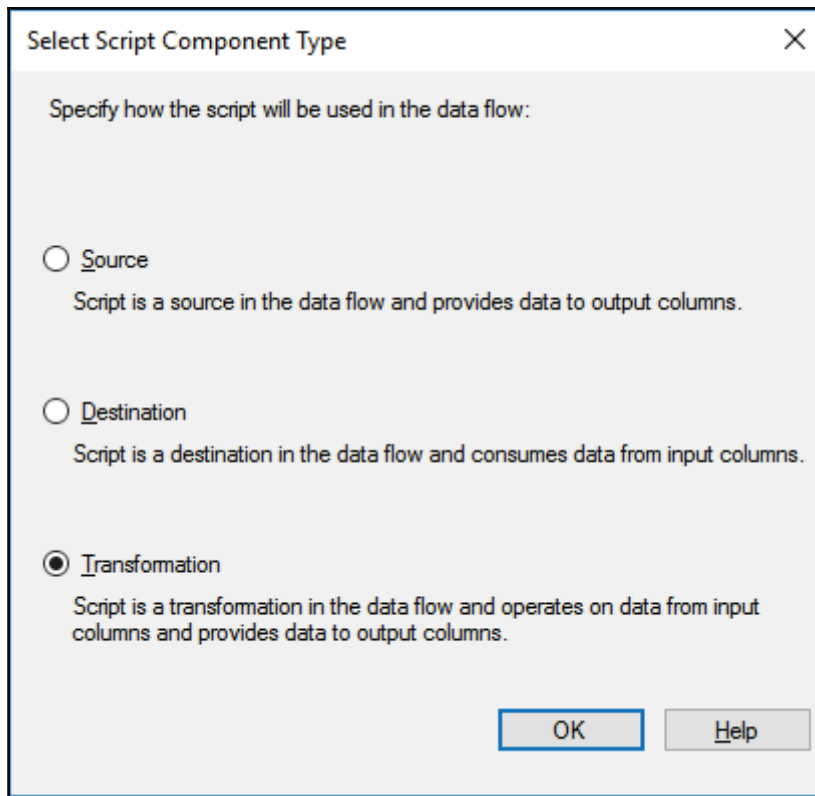 Select Script Component Type
Specify how the script will be used in the data flow:
Source
Script is a source in the data flow and provides data to output columns.
Destination
Script is a destination in the data flow and consumes data from input columns.
Transformation
Script is a transformation in the data flow and operates on data from input
columns and provides data to output columns.
OK
Help